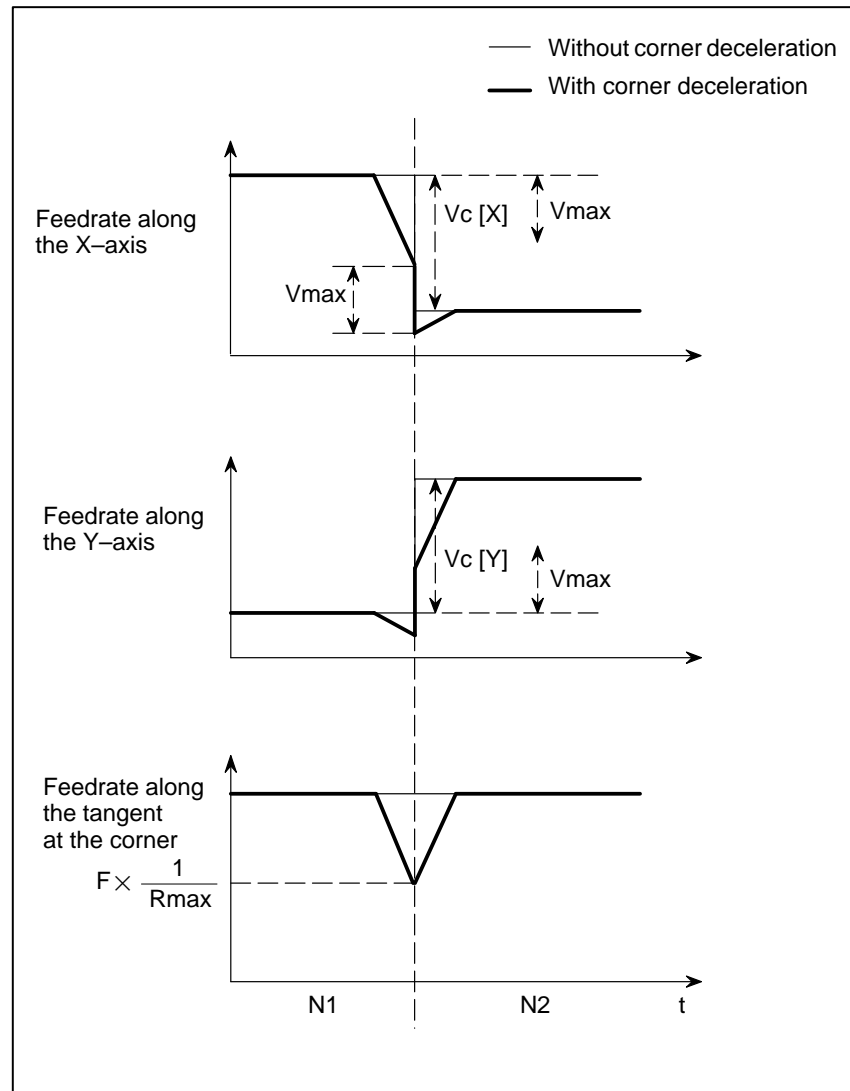 Without corner deceleration
With corner deceleration
Feedrate along
the X–axis
Vc [X]
Vmax
Vmax
Feedrate along
the Y–axis
Vc [Y]
Vmax
Feedrate along
the tangent
at the corner
F× 1
Rmax
N1 N2 t